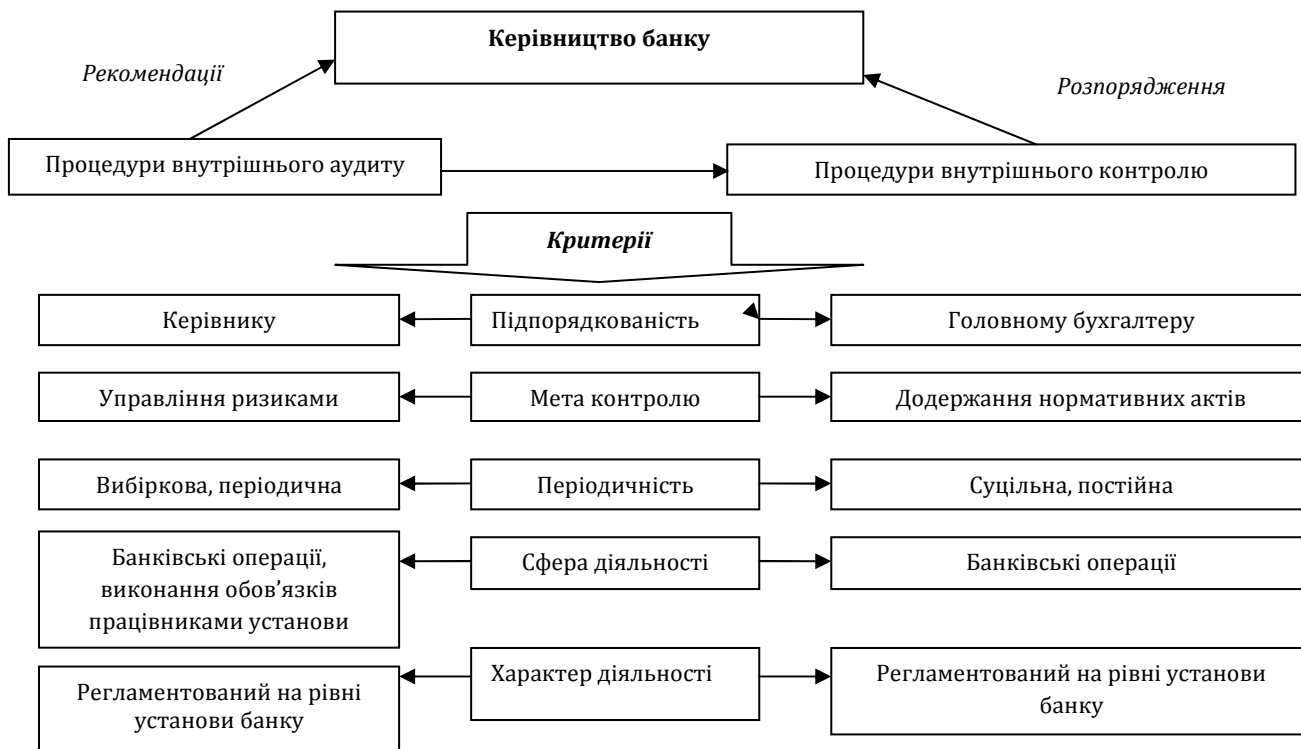 Керівництво банку
Рекомендації
Розпорядження
Процедури внутрішнього аудиту
Процедури внутрішнього контролю
Критерії
Керівнику
Підпорядкованість
Головному бухгалтеру
Управління ризиками
Мета контролю
Додержання нормативних актів
Вибіркова, періодична
Періодичність
Суцільна, постійна
Банківські операції,
виконання обов’язків
працівниками установи
Сфера діяльності
Банківські операції
Регламентований на рівні
установи банку
Характер діяльності
Регламентований на рівні установи
банку